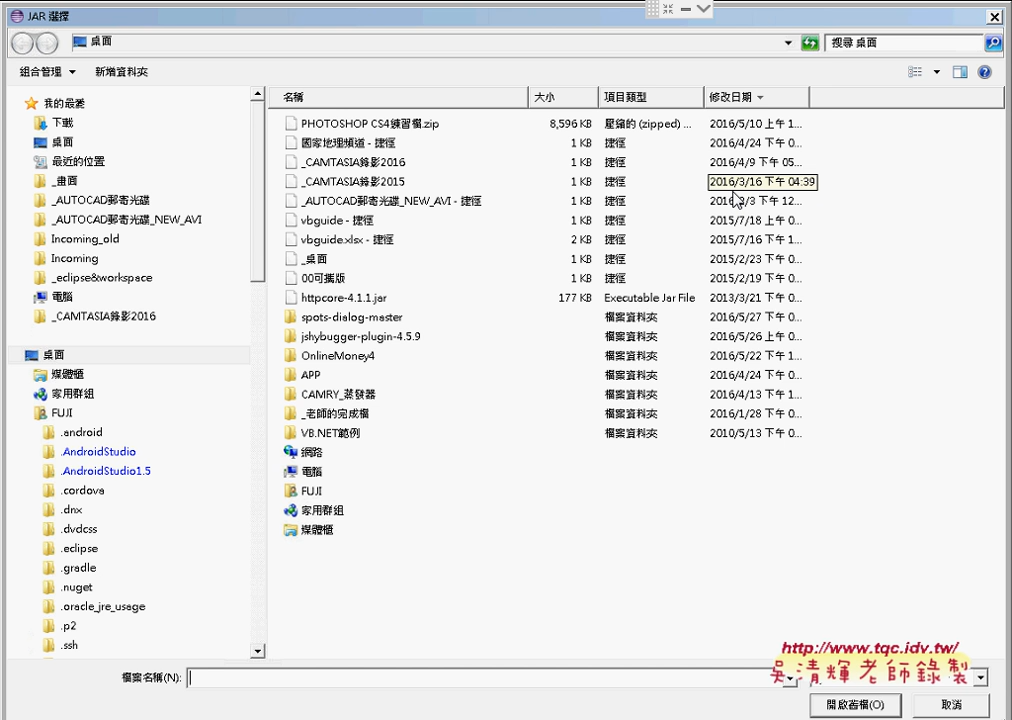 JAR 選擇
桌面
搜尋 桌面
組合管理
新增資料夾
名稱 大小 項目類型 修改日期
我的最愛
下載
桌面
最近的位置
_畫面
_AUTOCAD郵寄光碟
_AUTOCAD郵寄光碟_NEW_AVI
Incoming_old
Incoming
_eclipse&workspace
電腦
_CAMTASIA錄影2016
桌面
媒體櫃
家用群組
FUJI
.android
.AndroidStudio
.AndroidStudio1.5
.cordova
.dnx
.dvdcss
.eclipse
.gradle
.nuget
.oracle_jre_usage
.p2
.ssh
PHOTOSHOP CS4練習檔.zip 8,596 KB 壓縮的 (zipped) ... 2016/5/10 上午 1...
國家地理頻道 - 捷徑 1 KB 捷徑 2016/4/24 下午 0...
_CAMTASIA錄影2016 1 KB 捷徑 2016/4/9 下午 05...
_CAMTASIA錄影2015 1 KB 捷徑 2016/3/16 下午 04:39
_AUTOCAD郵寄光碟_NEW_AVI - 捷徑 1 KB 捷徑 2016/3/3 下午 12...
vbguide - 捷徑 1 KB 捷徑 2015/7/18 上午 0...
vbguide.xlsx - 捷徑 2 KB 捷徑 2015/7/16 下午 1...
_桌面 1 KB 捷徑 2015/2/23 下午 0...
00可攜版 1 KB 捷徑 2015/2/19 下午 0...
httpcore-4.1.1.jar 177 KB Executable Jar File 2013/3/21 下午 0...
spots-dialog-master 檔案資料夾 2016/5/27 下午 0...
jshybugger-plugin-4.5.9 檔案資料夾 2016/5/26 上午 0...
OnlineMoney4 檔案資料夾 2016/5/22 下午 1...
APP 檔案資料夾 2016/4/24 下午 0...
CAMRY_蒸發器 檔案資料夾 2016/4/13 下午 1...
_老師的完成檔 檔案資料夾 2016/1/28 下午 0...
VB.NET範例 檔案資料夾 2010/5/13 下午 0...
網路
電腦
FUJI
家用群組
媒體櫃
檔案名稱(N):
http://www.tqc.idv.tw/
吳清輝老師錄製
開啟舊檔(O)
取消